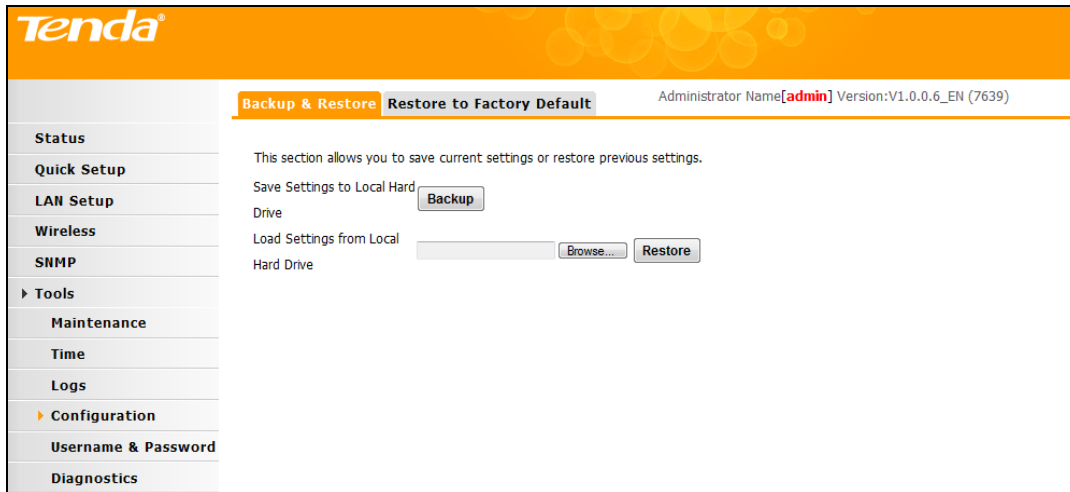 Tenda®
Backup & Restore Restore to Factory Default Administrator Name[admin] Version:V1.0.0.6_EN (7639)
Status
Quick Setup
LAN Setup
Wireless
SNMP
Tools
Maintenance
Time
Logs
Configuration
Username & Password
Diagnostics
This section allows you to save current settings or restore previous settings.
Save Settings to Local Hard
Drive
Backup
Load Settings from Local
Hard Drive
Browse... Restore